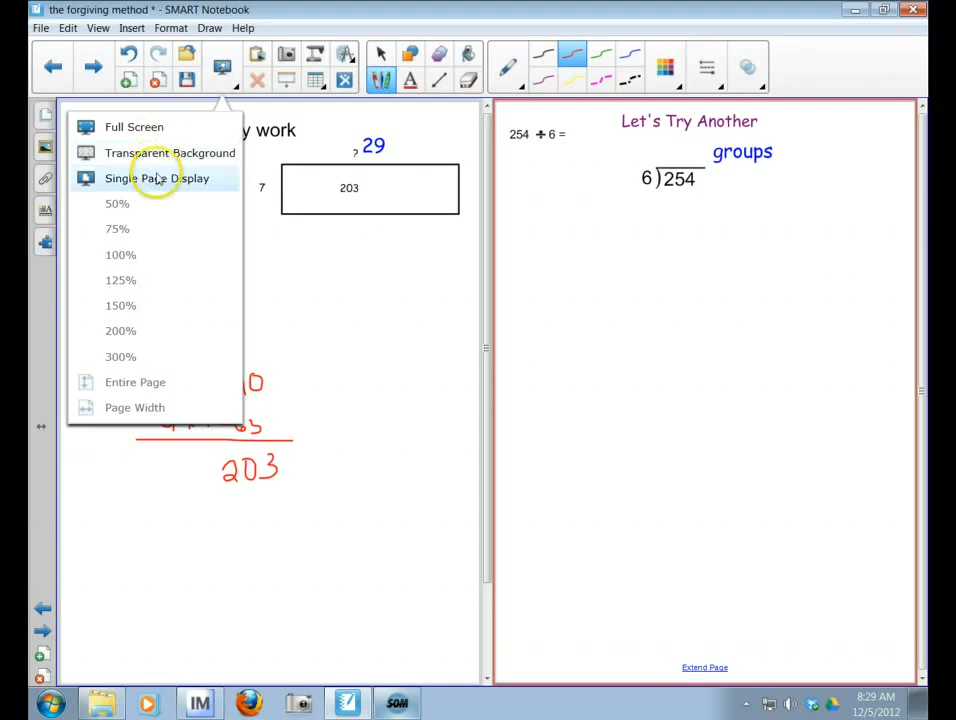 the forgiving method * - SMART Notebook
File Edit View Insert Format Draw Help
Full Screen
Transparent Background
Single Page Display
50%
75%
100%
125%
150%
200%
300%
Entire Page
Page Width
y work
? 29
7 203
203
Let's Try Another
254 ÷ 6 =
groups
6)254
Extend Page
IM
SOM
8:29 AM
12/5/2012